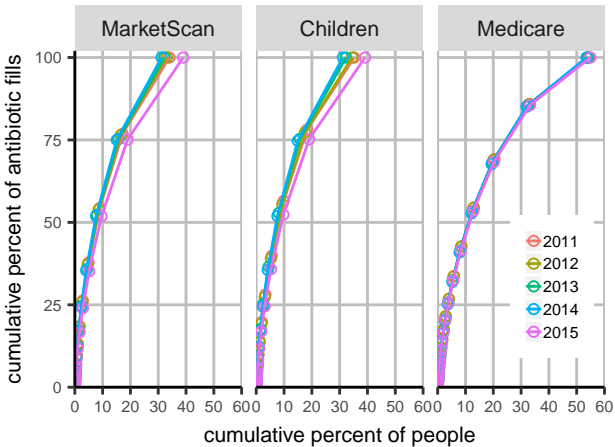 MarketScan Children Medicare
cumulative percent of antibiotic fills
100
75
50
25
0
2011
2012
2013
2014
2015
0 10 20 30 40 50 60 0 10 20 30 40 50 60 0 10 20 30 40 50 60
cumulative percent of people